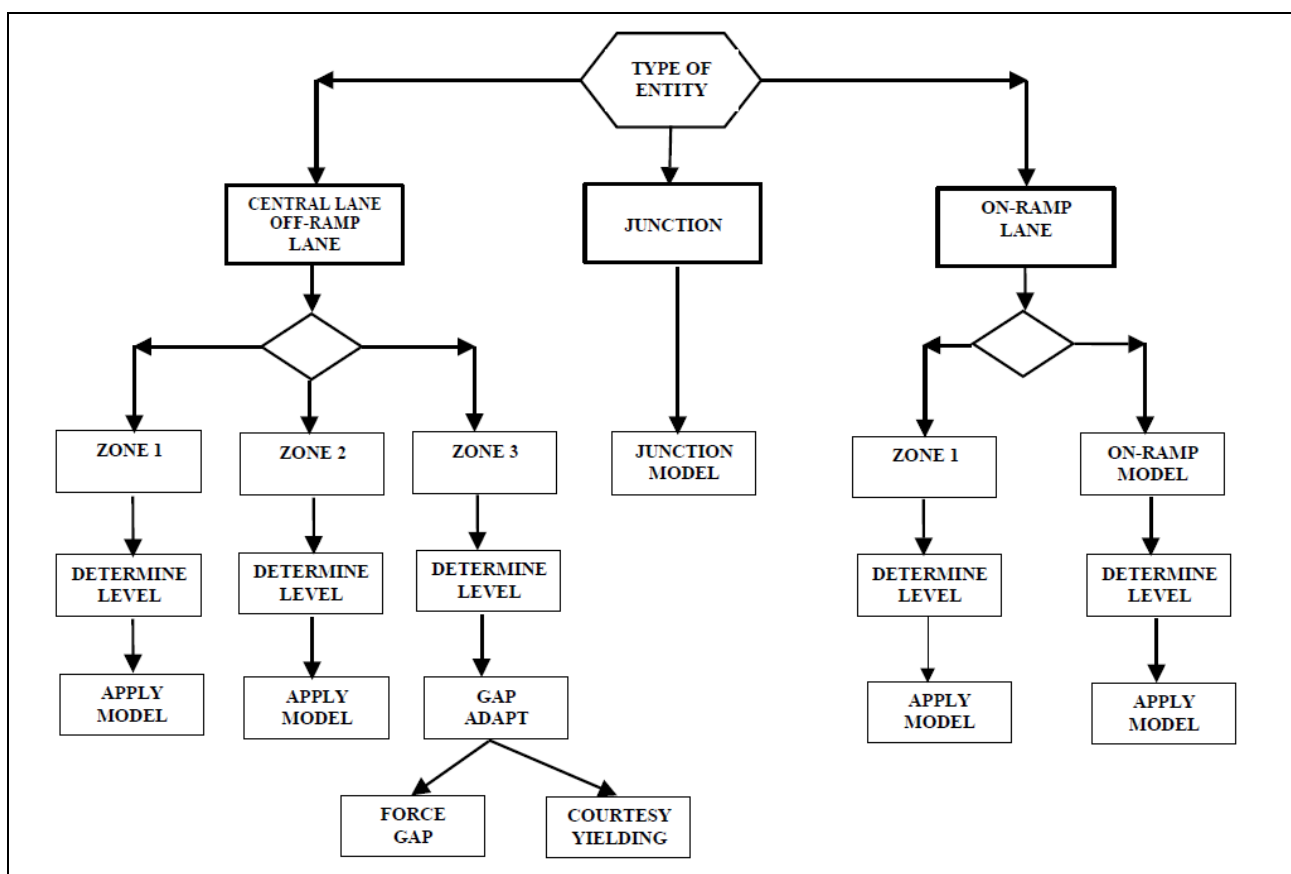 TYPE OF
ENTITY
CENTRAL LANE
OFF-RAMP
LANE
JUNCTION
ON-RAMP
LANE
ZONE 1
ZONE 2
ZONE 3
JUNCTION
MODEL
ZONE 1
ON-RAMP
MODEL
DETERMINE
LEVEL
DETERMINE
LEVEL
DETERMINE
LEVEL
DETERMINE
LEVEL
DETERMINE
LEVEL
APPLY
MODEL
APPLY
MODEL
GAP
ADAPT
APPLY
MODEL
APPLY
MODEL
FORCE
GAP
COURTESY
YIELDING